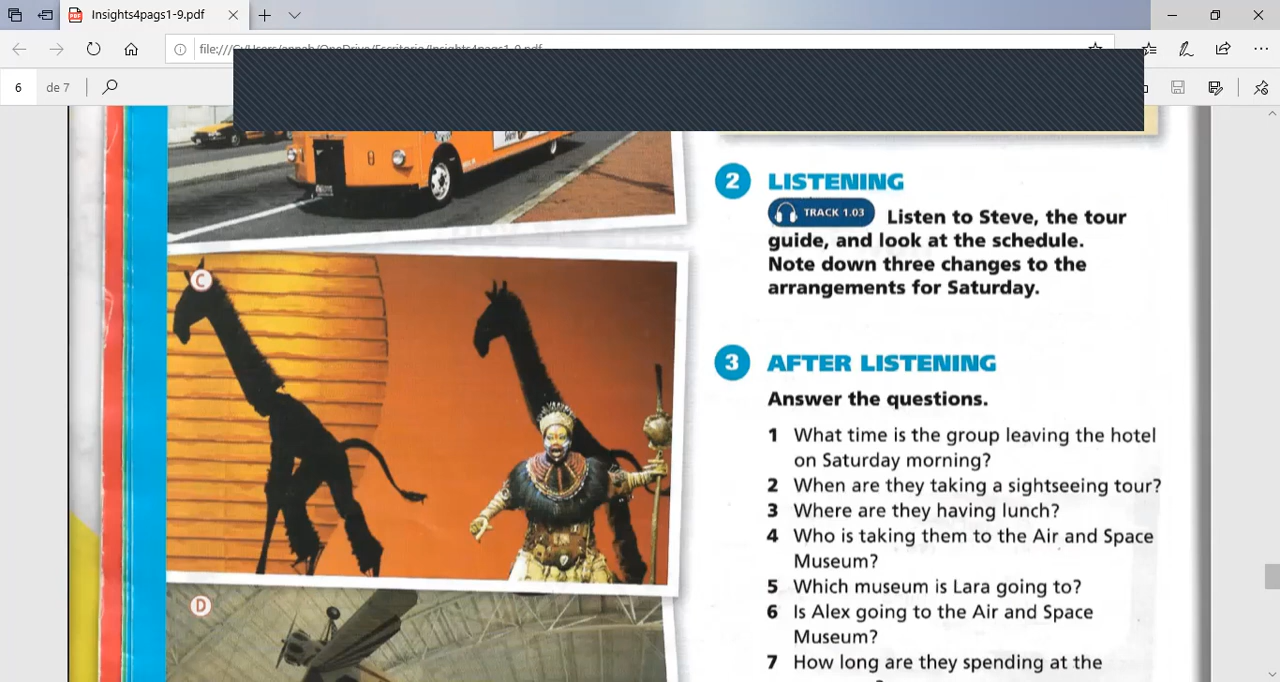 Insights4pags1-9.pdf
6
de 7
2 LISTENING
TRACK 1.03 Listen to Steve, the tour
guide, and look at the schedule.
Note down three changes to the
arrangements for Saturday.
3 AFTER LISTENING
Answer the questions.
1 What time is the group leaving the hotel
on Saturday morning?
2 When are they taking a sightseeing tour?
3 Where are they having lunch?
4 Who is taking them to the Air and Space
Museum?
5 Which museum is Lara going to?
6 Is Alex going to the Air and Space
Museum?
7 How long are they spending at the
C
D